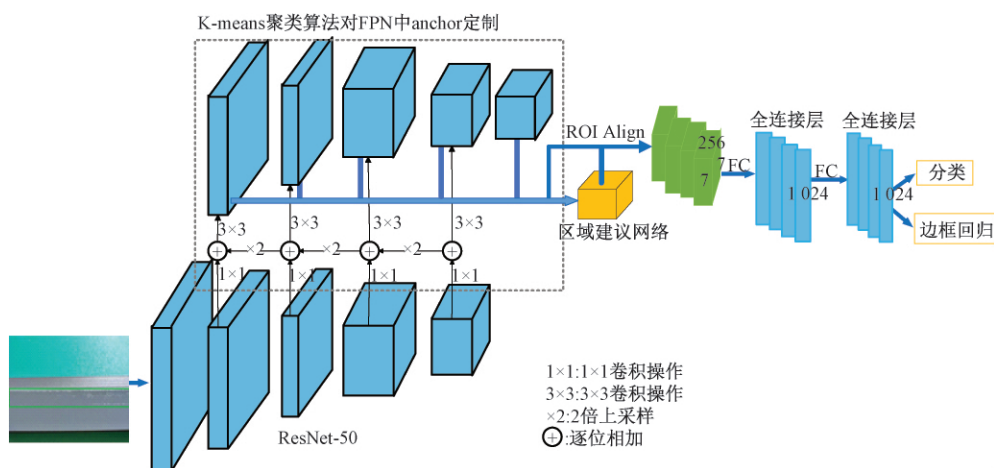 K-means聚类算法对FPN中anchor定制
ROI Align
256
7
7
FC
全连接层
1 024
FC
全连接层
1 024
分类
边框回归
区域建议网络
3×3
3×3
3×3
3×3
×2
×2
×2
1×1
1×1
1×1
1×1
ResNet-50
1×1:1×1卷积操作
3×3:3×3卷积操作
×2:2倍上采样
⊕:逐位相加